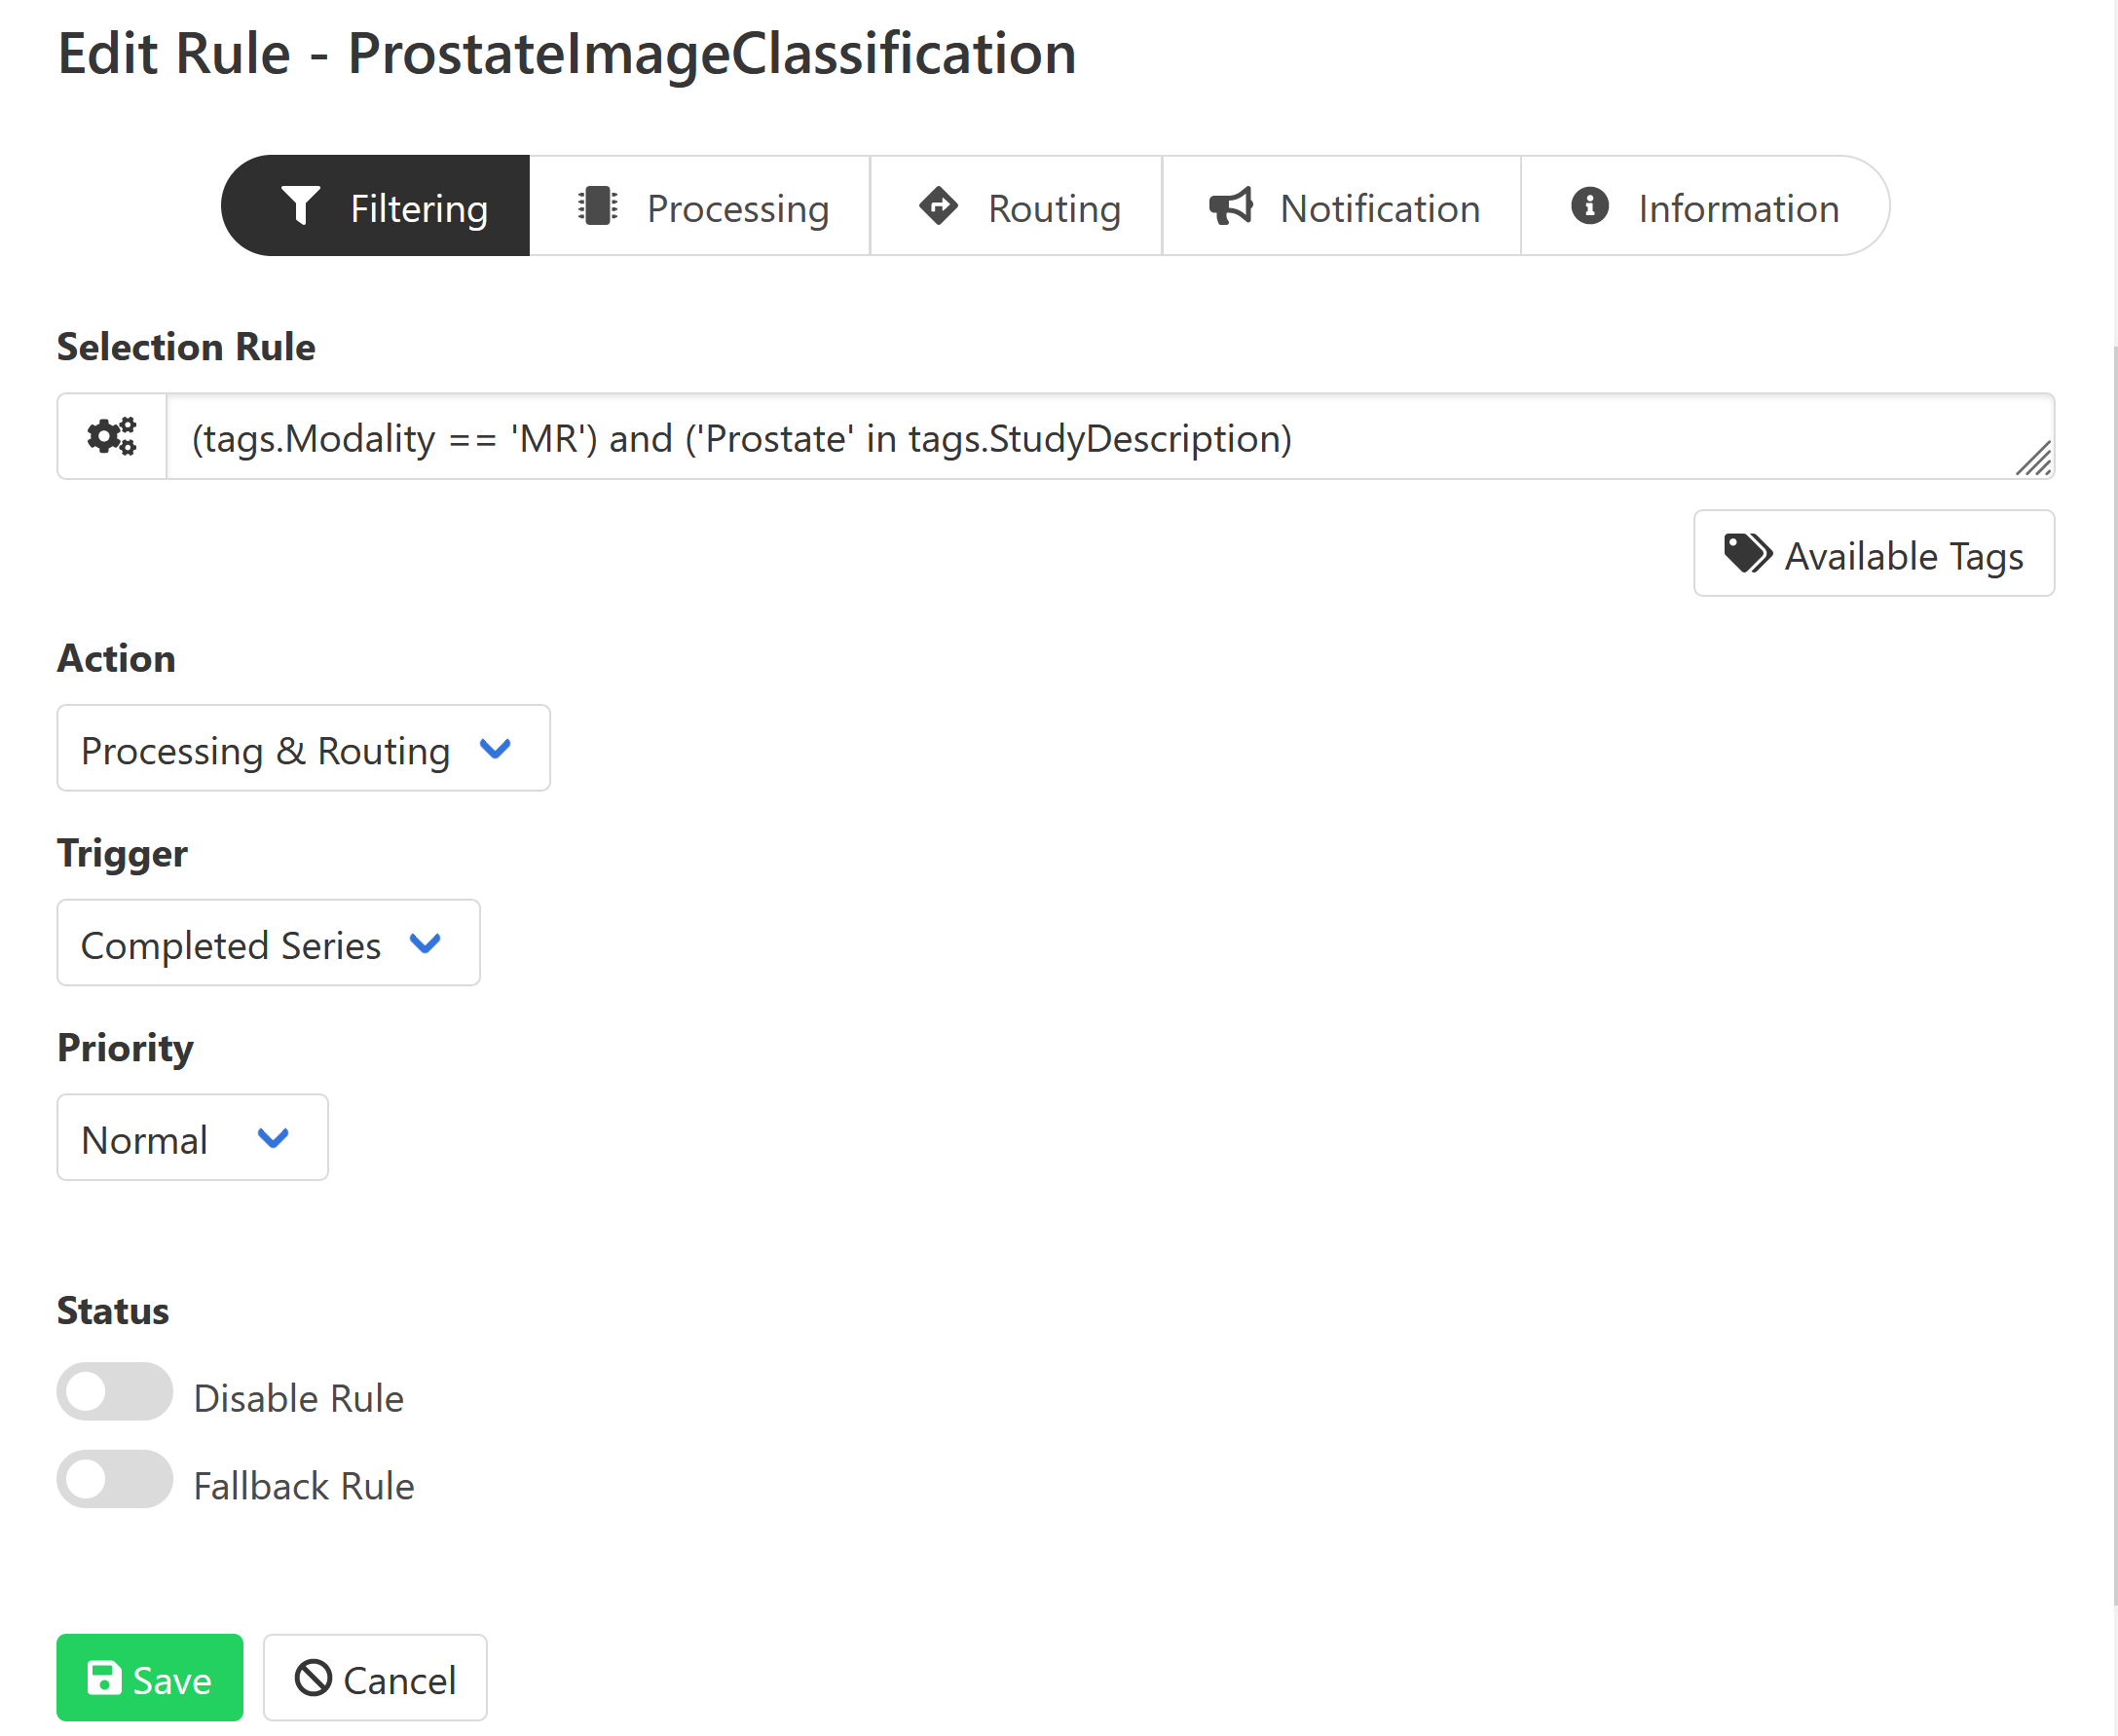 Edit Rule - ProstateImageClassification
Filtering Processing Routing Notification Information
Selection Rule
(tags.Modality == 'MR') and ('Prostate' in tags.StudyDescription)
Available Tags
Action
Processing & Routing
Trigger
Completed Series
Priority
Normal
Status
Disable Rule
Fallback Rule
Save Cancel